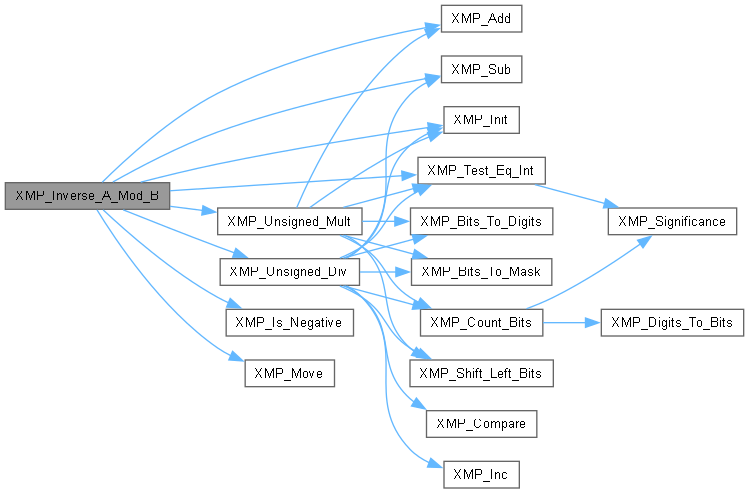 XMP_Add
XMP_Sub
XMP_Init
XMP_Test_Eq_Int
XMP_Inverse_A_Mod_B
XMP_Unsigned_Mult
XMP_Bits_To_Digits
XMP_Significance
XMP_Unsigned_Div
XMP_Bits_To_Mask
XMP_Is_Negative
XMP_Count_Bits
XMP_Digits_To_Bits
XMP_Move
XMP_Shift_Left_Bits
XMP_Compare
XMP_Inc